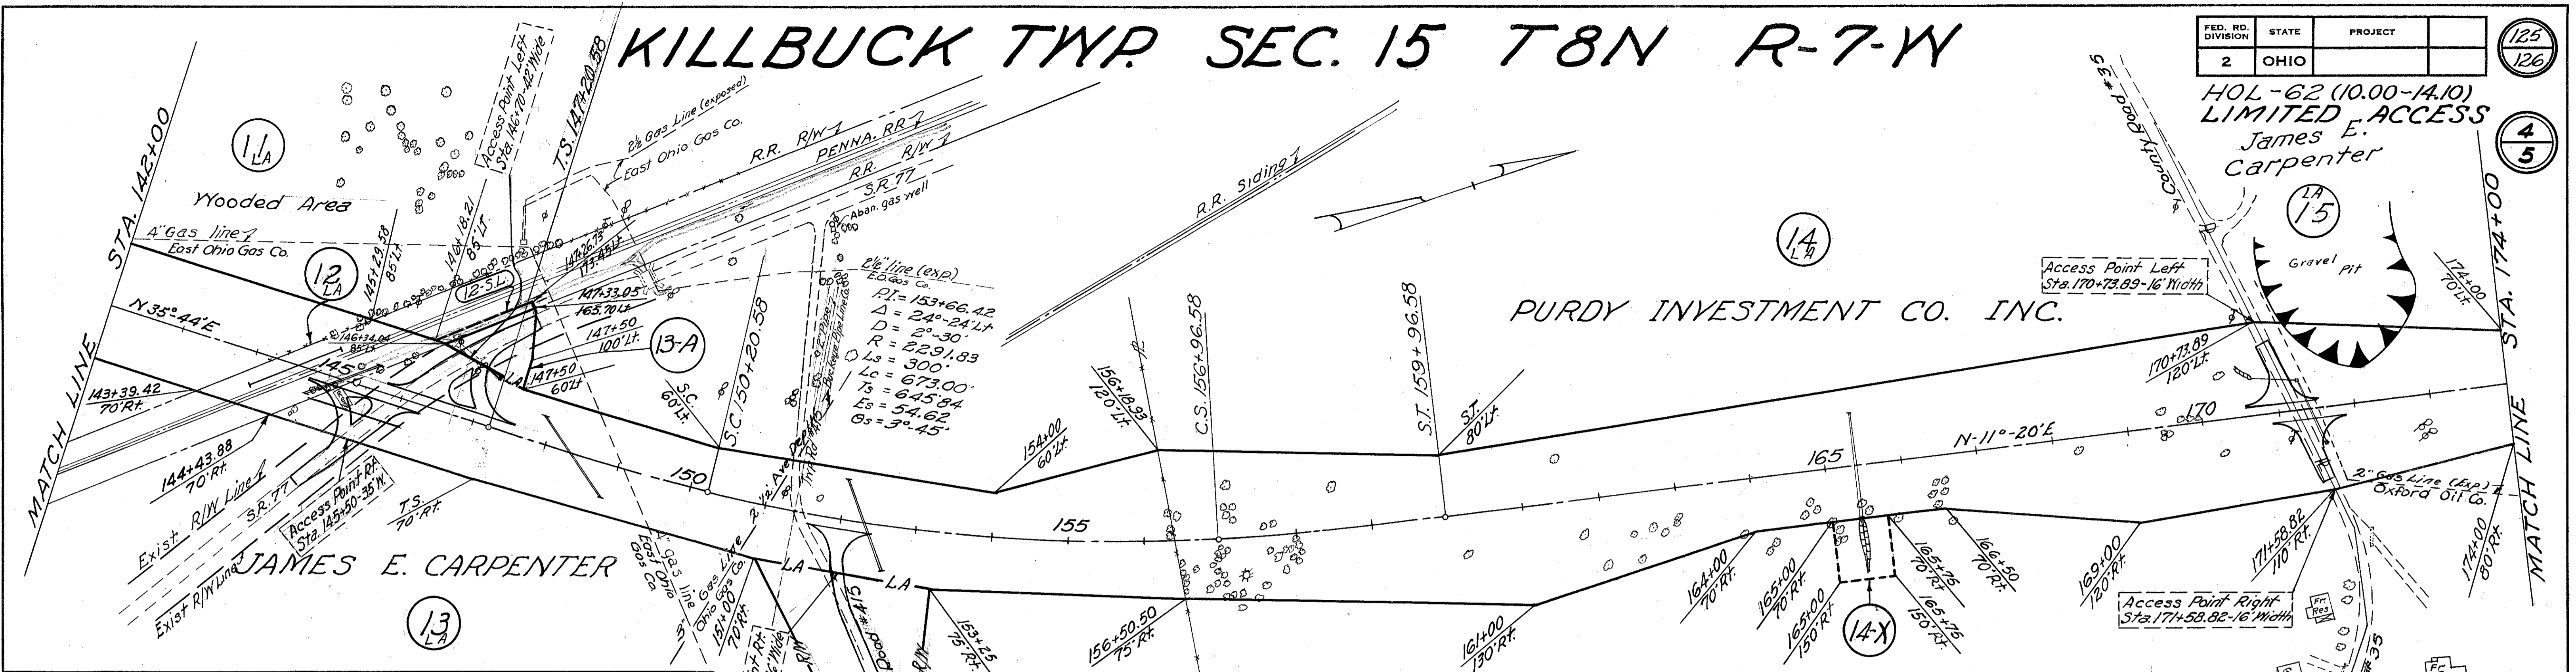 KILLBUCK TWP. SEC. 15 T8N R-7-W
FED. RD. DIVISION
STATE
PROJECT
2
OHIO
125
126
HOL-62 (10.00-14.10)
LIMITED ACCESS
4
5
James E.
Carpenter
LA
15
STA. 142+00
MATCH LINE
11
LA
Wooded Area
4" Gas line
East Ohio Gas Co.
12
LA
N 35°-44'E
143+39.42
70' Rt.
144+43.88
70' Rt.
Exist R/W Line
S.R. 77
Exist R/W Line
Access Point Rt.
Sta. 145+50-35' W.
T.S.
70' Rt.
145+29.58
85' Lt.
146+18.21
85' Lt.
12-S.L.
146+34.04
85' Lt.
145
Access Point Left
Sta. 146+70-42' Wide
T.S. 147+20.58
2½" Gas Line (exposed)
East Ohio Gas Co.
R.R. R/W
PENNA. RR
R.R. R/W
S.R. 77
Aban. gas well
147+26.73
173.45 Lt.
147+33.05
165.70 Lt.
147+50
100' Lt.
LA
147+50
60' Lt
13-A
S.C.
60' Lt.
S.C. 150+20.58
2½" line (exp)
E.O. Gas Co.
P.I. = 153+66.42
Δ = 24°-24' Lt
D = 2°-30'
R = 2291.83
Ls = 300'
Lc = 673.00'
Ts = 645.84
Es = 54.62
Θs = 3°-45'
R.R. Siding
JAMES E. CARPENTER
13
LA
4" gas line
East Ohio
Gas Co
3" Gas Line
Ohio Gas Co.
151+00
70' Rt.
150
LA
LA
Road #415
R/W
R/W
153+25
75' Rt.
154+00
60' Lt.
155
156+18.93
120' Lt.
C.S. 156+96.58
156+50.50
75' Rt.
S.T. 159+96.58
S.T.
80' Lt.
161+00
130' Rt.
14
LA
PURDY INVESTMENT CO. INC.
164+00
70' Rt.
165
165+00
70' Rt.
165+00
150' Rt.
14-X
165+75
70' Rt.
165+75
150' Rt.
166+50
70' Rt.
N-11°-20'E
169+00
120' Rt.
170
Access Point Left
Sta. 170+73.89-16' Width
170+73.89
120' Lt.
County Road #35
Gravel Pit
174+00
70' Lt.
STA. 174+00
MATCH LINE
2" Gas Line (Exp)
Oxford Oil Co.
171+58.82
110' Rt.
174+00
80' Rt.
Access Point Right
Sta. 171+58.82-16' Width
Fr.
Res
#35